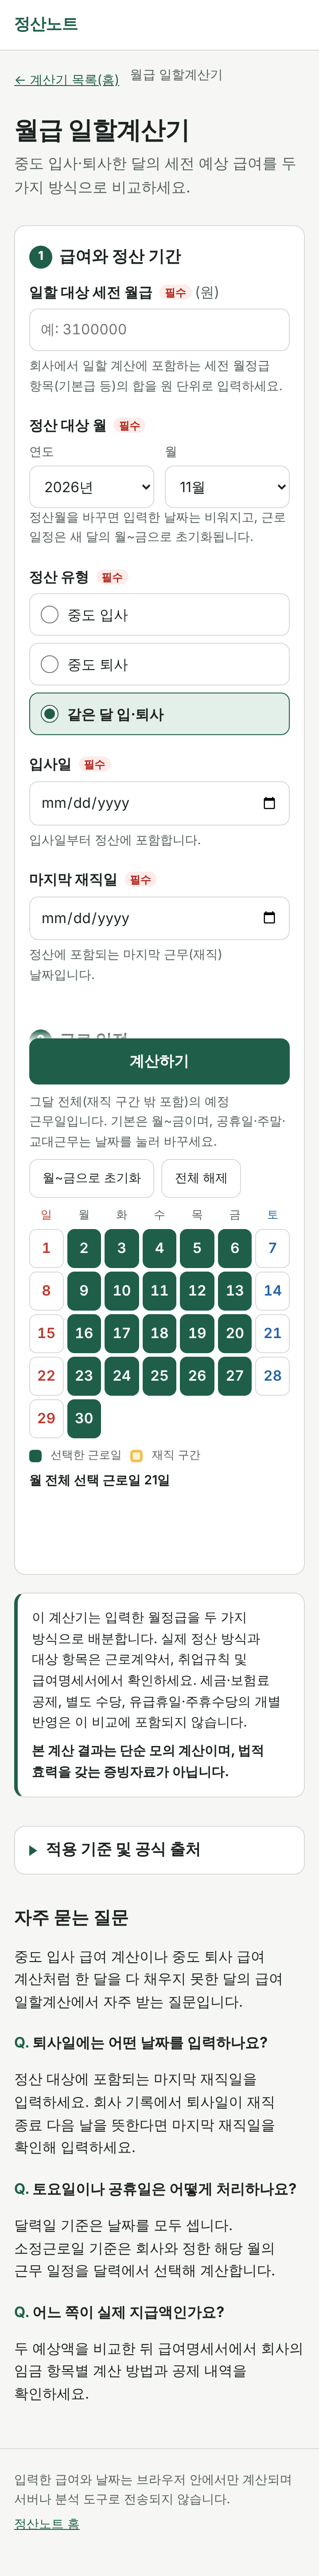 정산노트
← 계산기 목록(홈) 월급 일할계산기
월급 일할계산기
중도 입사·퇴사한 달의 세전 예상 급여를 두
가지 방식으로 비교하세요.
1 급여와 정산 기간
일할 대상 세전 월급 필수 (원)
예: 3100000
회사에서 일할 계산에 포함하는 세전 월정급
항목(기본급 등)의 합을 원 단위로 입력하세요.
정산 대상 월 필수
연도 월
2026년 11월
정산월을 바꾸면 입력한 날짜는 비워지고, 근로
일정은 새 달의 월~금으로 초기화됩니다.
정산 유형 필수
중도 입사
중도 퇴사
같은 달 입·퇴사
입사일 필수
mm/dd/yyyy
입사일부터 정산에 포함합니다.
마지막 재직일 필수
mm/dd/yyyy
정산에 포함되는 마지막 근무(재직)
날짜입니다.
계산하기
그달 전체(재직 구간 밖 포함)의 예정
근무일입니다. 기본은 월~금이며, 공휴일·주말·
교대근무는 날짜를 눌러 바꾸세요.
월~금으로 초기화 전체 해제
일 월 화 수 목 금 토
1 2 3 4 5 6 7
8 9 10 11 12 13 14
15 16 17 18 19 20 21
22 23 24 25 26 27 28
29 30
선택한 근로일 재직 구간
월 전체 선택 근로일 21일
이 계산기는 입력한 월정급을 두 가지
방식으로 배분합니다. 실제 정산 방식과
대상 항목은 근로계약서, 취업규칙 및
급여명세서에서 확인하세요. 세금·보험료
공제, 별도 수당, 유급휴일·주휴수당의 개별
반영은 이 비교에 포함되지 않습니다.
본 계산 결과는 단순 모의 계산이며, 법적
효력을 갖는 증빙자료가 아닙니다.
적용 기준 및 공식 출처
자주 묻는 질문
중도 입사 급여 계산이나 중도 퇴사 급여
계산처럼 한 달을 다 채우지 못한 달의 급여
일할계산에서 자주 받는 질문입니다.
Q. 퇴사일에는 어떤 날짜를 입력하나요?
정산 대상에 포함되는 마지막 재직일을
입력하세요. 회사 기록에서 퇴사일이 재직
종료 다음 날을 뜻한다면 마지막 재직일을
확인해 입력하세요.
Q. 토요일이나 공휴일은 어떻게 처리하나요?
달력일 기준은 날짜를 모두 셉니다.
소정근로일 기준은 회사와 정한 해당 월의
근무 일정을 달력에서 선택해 계산합니다.
Q. 어느 쪽이 실제 지급액인가요?
두 예상액을 비교한 뒤 급여명세서에서 회사의
임금 항목별 계산 방법과 공제 내역을
확인하세요.
입력한 급여와 날짜는 브라우저 안에서만 계산되며
서버나 분석 도구로 전송되지 않습니다.
정산노트 홈